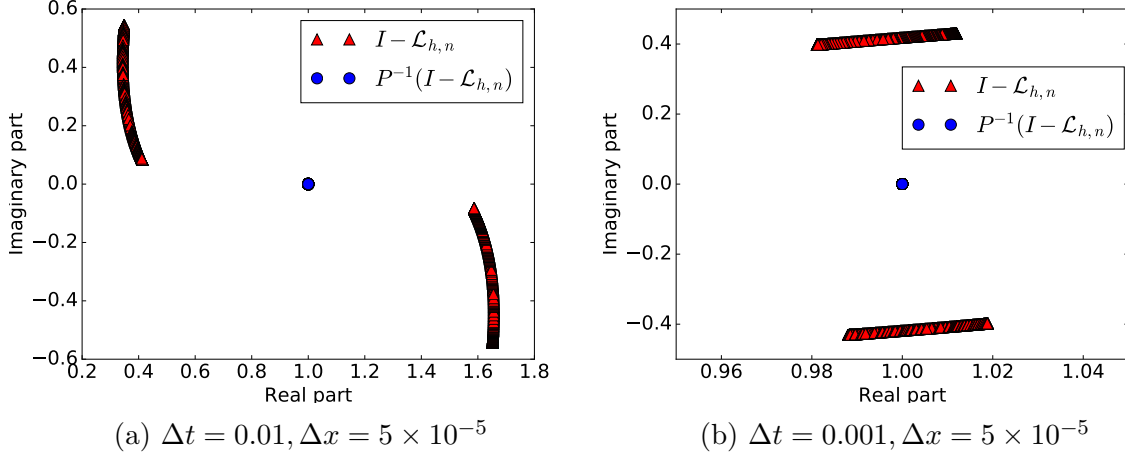 0.6
0.4
0.2
0.0
−0.2
−0.4
−0.6
Imaginary part
I − ℒh,n
P⁻¹(I − ℒh,n)
0.2 0.4 0.6 0.8 1.0 1.2 1.4 1.6 1.8
Real part
(a) Δt = 0.01, Δx = 5 × 10⁻⁵
0.4
0.2
0.0
−0.2
−0.4
Imaginary part
I − ℒh,n
P⁻¹(I − ℒh,n)
0.96 0.98 1.00 1.02 1.04
Real part
(b) Δt = 0.001, Δx = 5 × 10⁻⁵